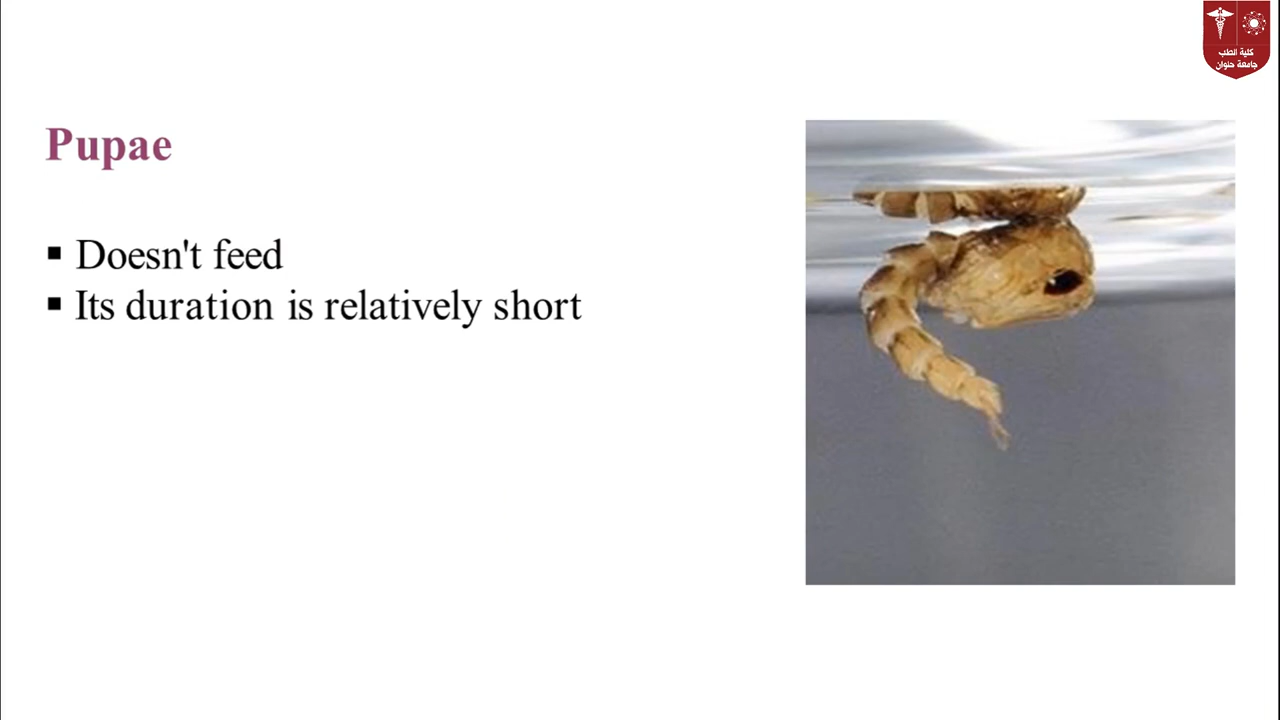 كلية الطب
جامعة حلوان
Pupae
▪ Doesn't feed
▪ Its duration is relatively short